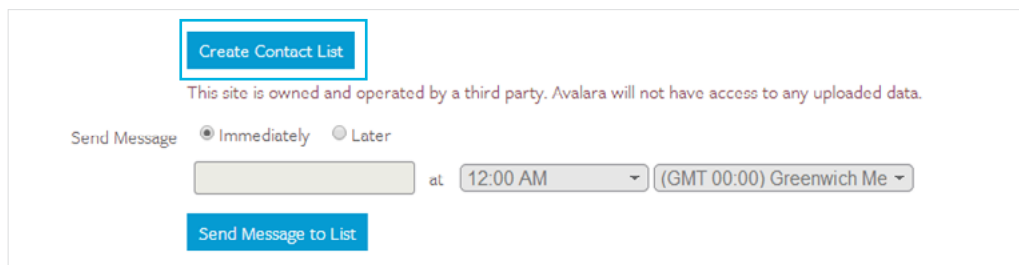 Create Contact List
This site is owned and operated by a third party. Avalara will not have access to any uploaded data.
Send Message Immediately Later
at 12:00 AM (GMT 00:00) Greenwich Me
Send Message to List